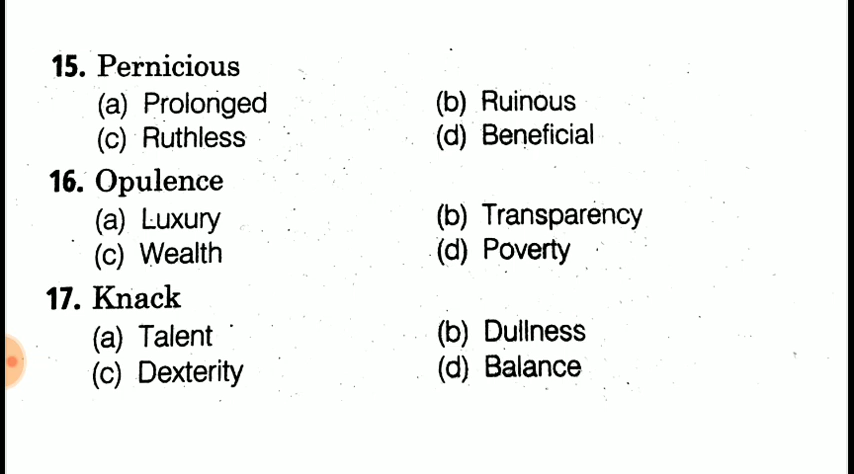 15. Pernicious
(a) Prolonged (b) Ruinous
(c) Ruthless (d) Beneficial
16. Opulence
(a) Luxury (b) Transparency
(c) Wealth (d) Poverty
17. Knack
(a) Talent (b) Dullness
(c) Dexterity (d) Balance